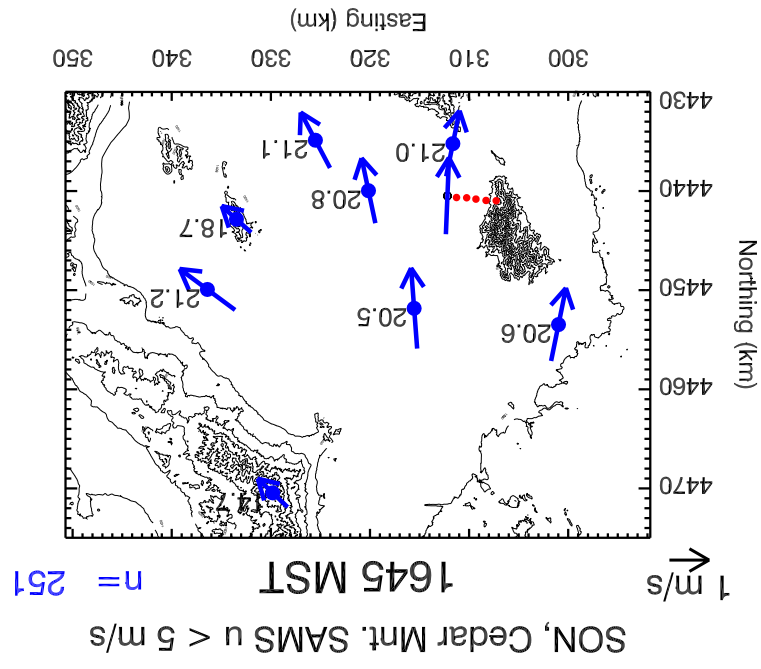 SON, Cedar Mnt. SAMS u < 5 m/s
1 m/s 1645 MST n= 251
4470
14.7
4460
Northing (km)
20.6
20.5
4450
21.2
18.7
20.8
4440
21.0
21.1
4430
300 310 320 330 340 350
Easting (km)